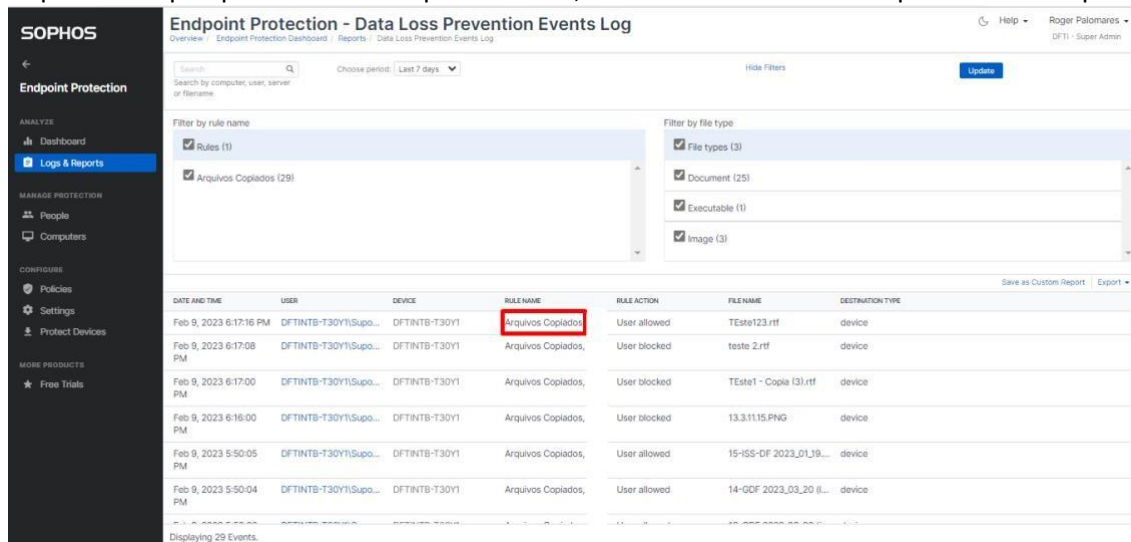 SOPHOS
Endpoint Protection - Data Loss Prevention Events Log
Help
Roger Palomares
Overview / Endpoint Protection Dashboard / Reports / Data Loss Prevention Events Log
DFTI - Super Admin
Endpoint Protection
Search
Choose period: Last 7 days
Hide Filters
Update
Search by computer, user, server
or filename
ANALYZE
Dashboard
Logs & Reports
MANAGE PROTECTION
People
Computers
CONFIGURE
Policies
Settings
Protect Devices
MORE PRODUCTS
Free Trials
Filter by rule name
Rules (1)
Arquivos Copiados (29)
Filter by file type
File types (3)
Document (25)
Executable (1)
Image (3)
Save as Custom Report Export
DATE AND TIME USER DEVICE RULE NAME RULE ACTION FILE NAME DESTINATION TYPE
Feb 9, 2023 6:17:16 PM DFTINTB-T30Y1\Supo... DFTINTB-T30Y1 Arquivos Copiados User allowed TEste123.rtf device
Feb 9, 2023 6:17:08 DFTINTB-T30Y1\Supo... DFTINTB-T30Y1 Arquivos Copiados, User blocked teste 2.rtf device
PM
Feb 9, 2023 6:17:00 DFTINTB-T30Y1\Supo... DFTINTB-T30Y1 Arquivos Copiados, User blocked TEste1 - Copia (3).rtf device
PM
Feb 9, 2023 6:16:00 DFTINTB-T30Y1\Supo... DFTINTB-T30Y1 Arquivos Copiados, User blocked 13.3.11.15.PNG device
PM
Feb 9, 2023 5:50:05 DFTINTB-T30Y1\Supo... DFTINTB-T30Y1 Arquivos Copiados, User allowed 15-ISS-DF 2023_01_19.... device
PM
Feb 9, 2023 5:50:04 DFTINTB-T30Y1\Supo... DFTINTB-T30Y1 Arquivos Copiados, User allowed 14-GDF 2023_03_20 (l... device
PM
Displaying 29 Events.